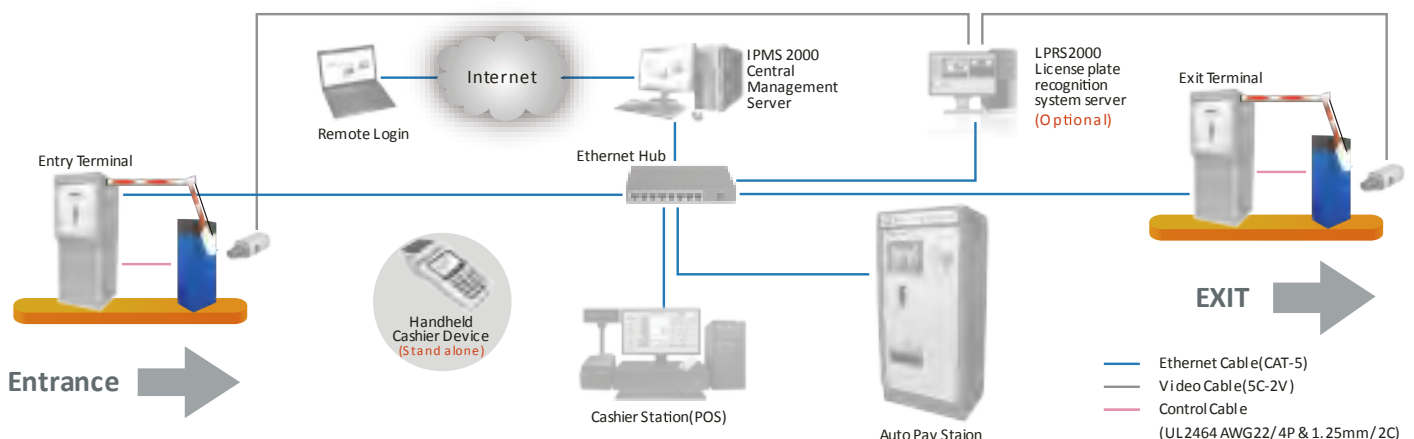 Internet
IPMS 2000
Central
Management
Server
LPRS2000
License plate
recognition
system server
(Optional)
Exit Terminal
Remote Login
Ethernet Hub
Entry Terminal
EXIT
Handheld
Cashier Device
(Stand alone)
Entrance
Cashier Station(POS)
Auto Pay Staion
Ethernet Cable(CAT-5)
Video Cable(5C-2V)
Control Cable
(UL2464 AWG22/4P & 1.25mm/2C)